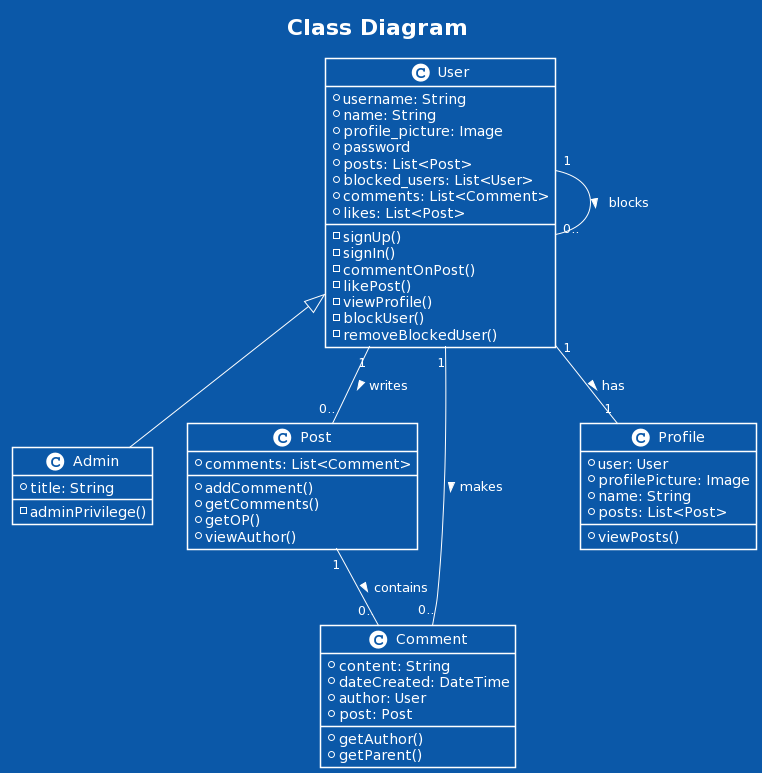 Class Diagram
C User
username: String
name: String
profile_picture: Image
password
posts: List<Post>
blocked_users: List<User>
comments: List<Comment>
likes: List<Post>
signUp()
signIn()
commentOnPost()
likePost()
viewProfile()
blockUser()
removeBlockedUser()
1
blocks
0..
1
writes
0..
1
makes
0..
1
has
1
C Admin
title: String
adminPrivilege()
C Post
comments: List<Comment>
addComment()
getComments()
getOP()
viewAuthor()
C Profile
user: User
profilePicture: Image
name: String
posts: List<Post>
viewPosts()
1
contains
0..
C Comment
content: String
dateCreated: DateTime
author: User
post: Post
getAuthor()
getParent()